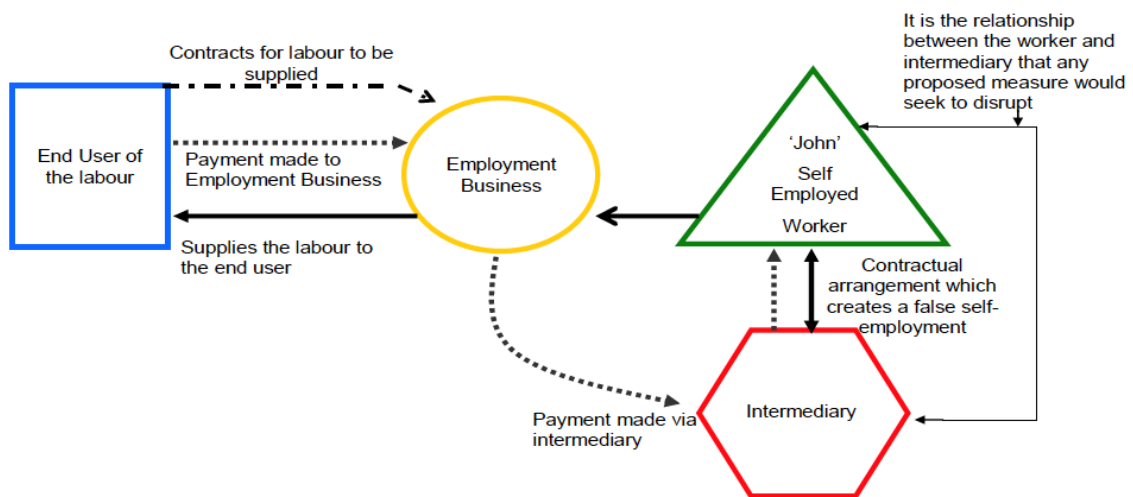 It is the relationship
between the worker and
intermediary that any
proposed measure would
seek to disrupt
Contracts for labour to be
supplied
End User of
the labour
Payment made to
Employment Business
Employment
Business
'John'
Self
Employed
Worker
Supplies the labour to
the end user
Contractual
arrangement which
creates a false self-
employment
Payment made via
intermediary
Intermediary